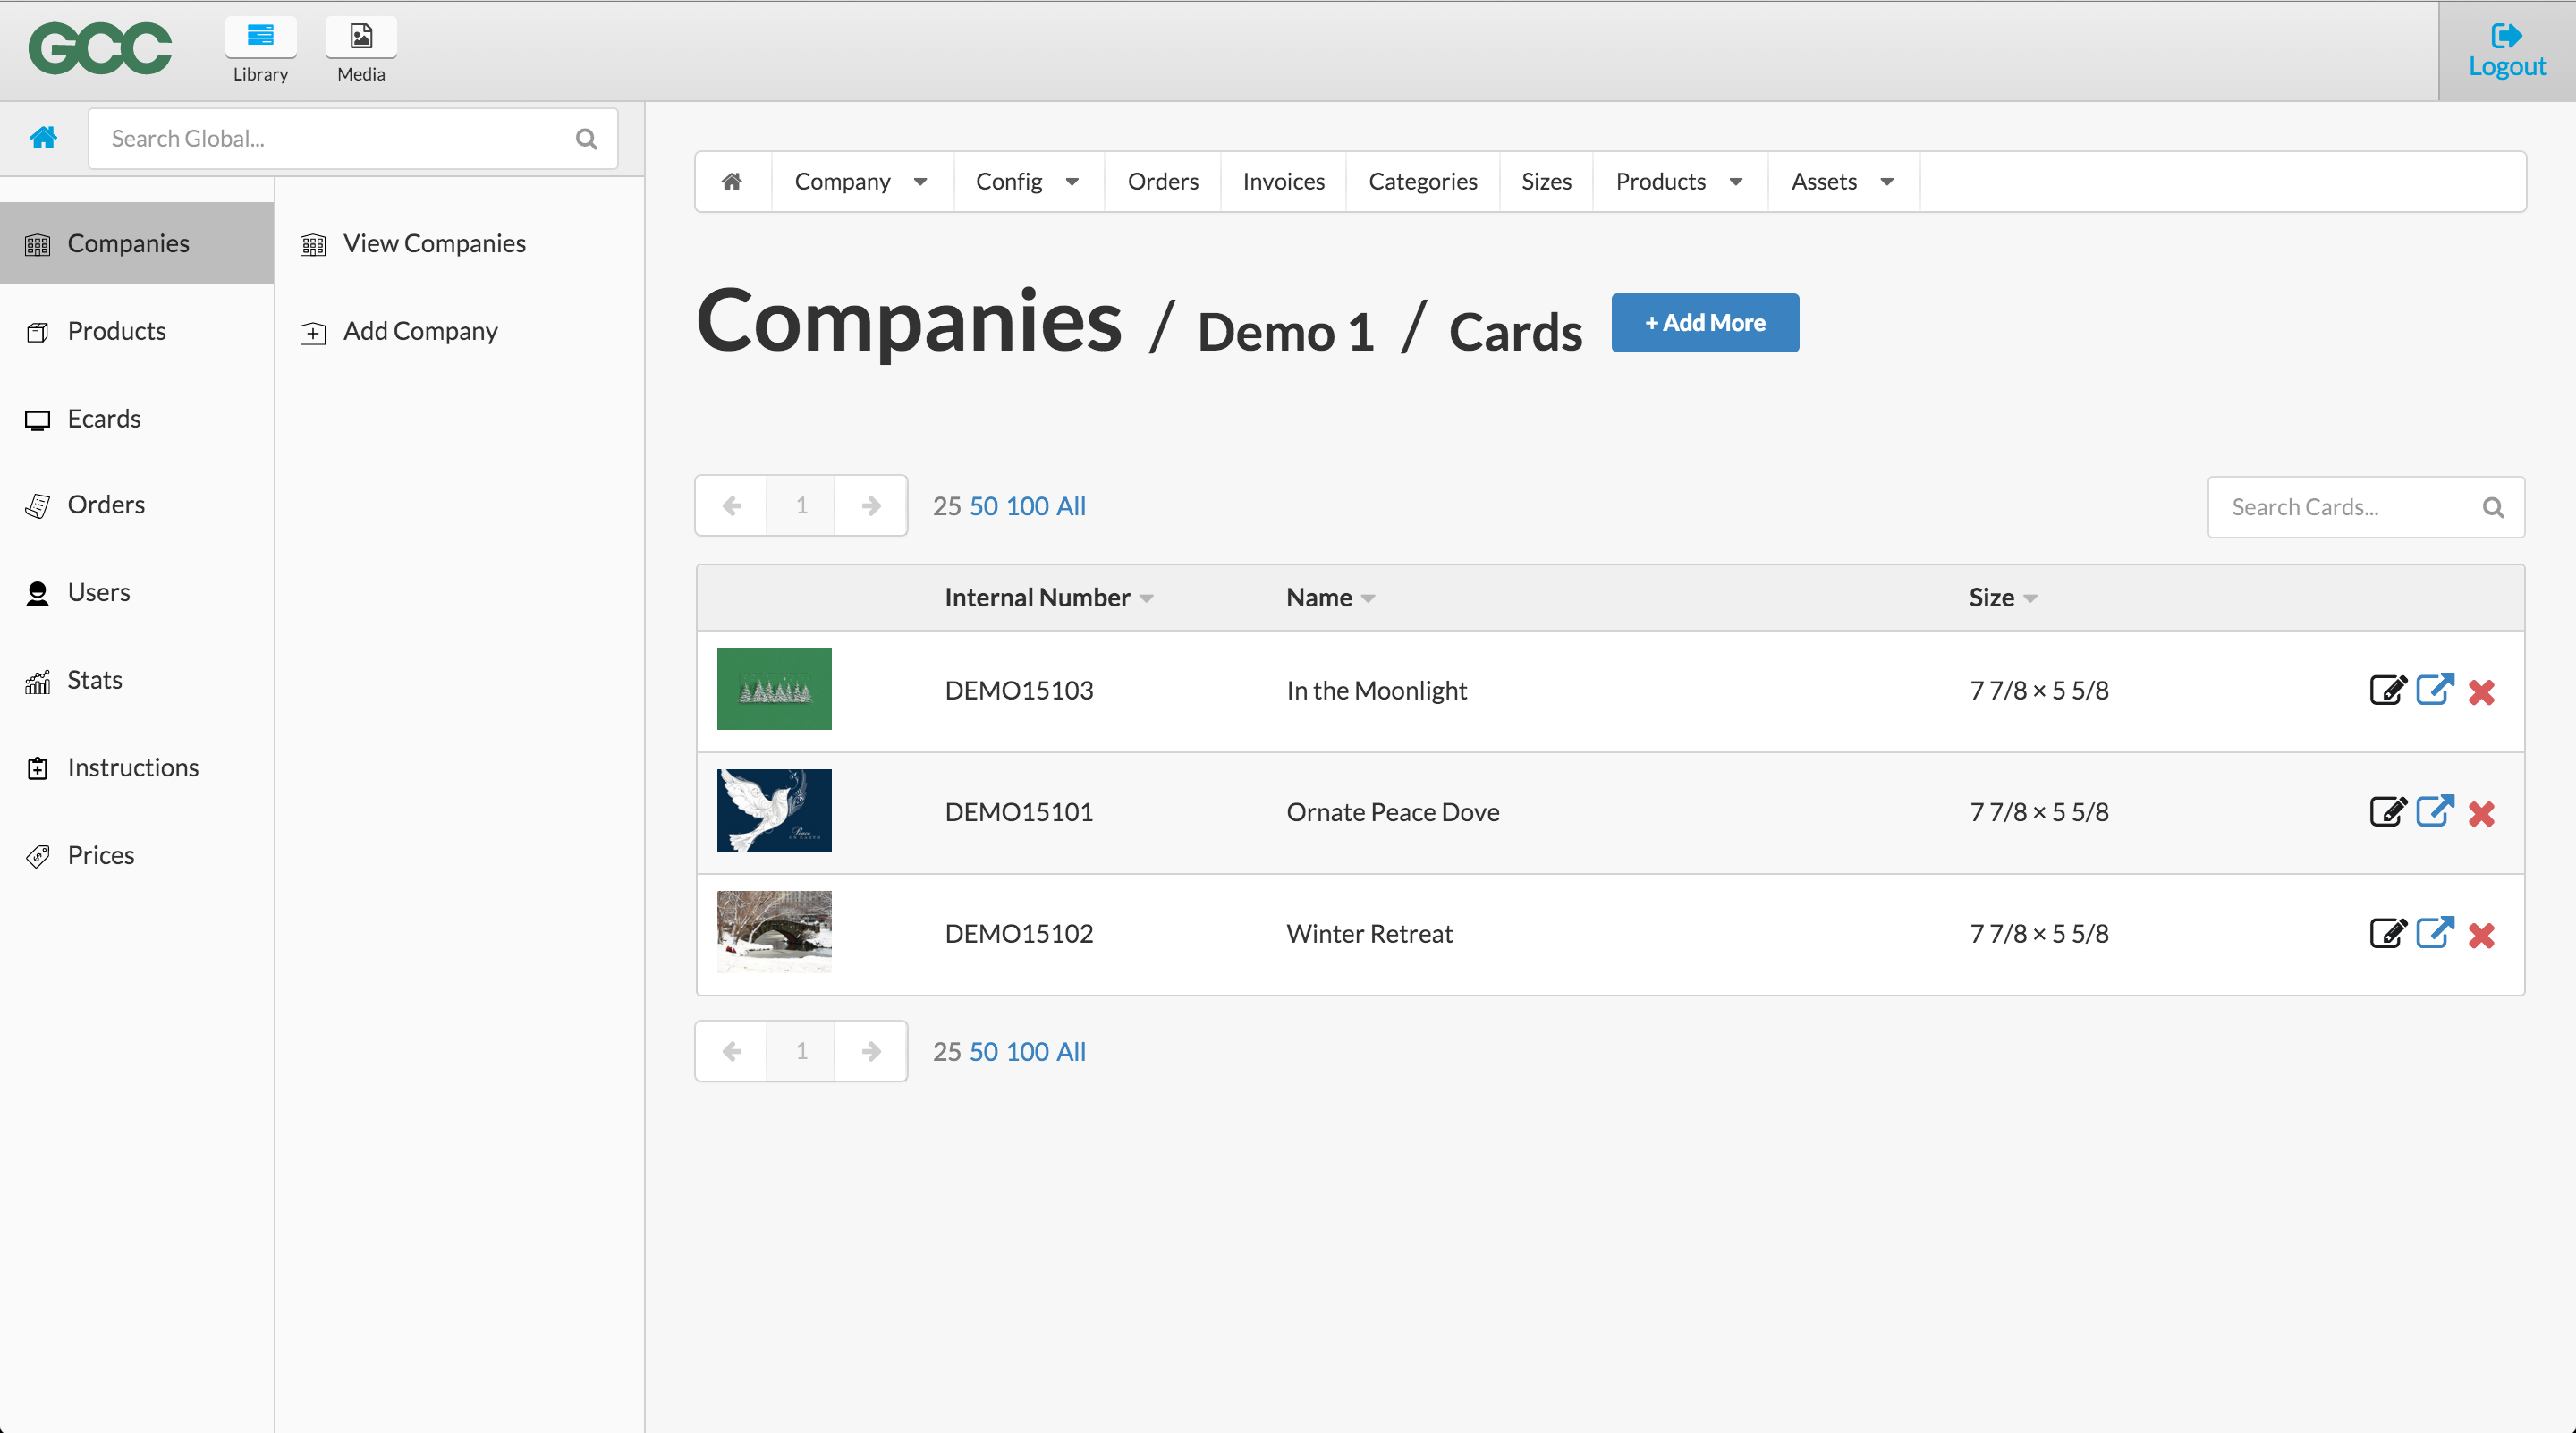 GCC
Library
Media
Logout
Search Global...
Companies
Products
Ecards
Orders
Users
Stats
Instructions
Prices
View Companies
Add Company
Company
Config
Orders
Invoices
Categories
Sizes
Products
Assets
Companies / Demo 1 / Cards
+ Add More
1
25 50 100 All
Search Cards...
Internal Number
Name
Size
DEMO15103
In the Moonlight
7 7/8 × 5 5/8
Peace
ON EARTH
DEMO15101
Ornate Peace Dove
7 7/8 × 5 5/8
DEMO15102
Winter Retreat
7 7/8 × 5 5/8
1
25 50 100 All